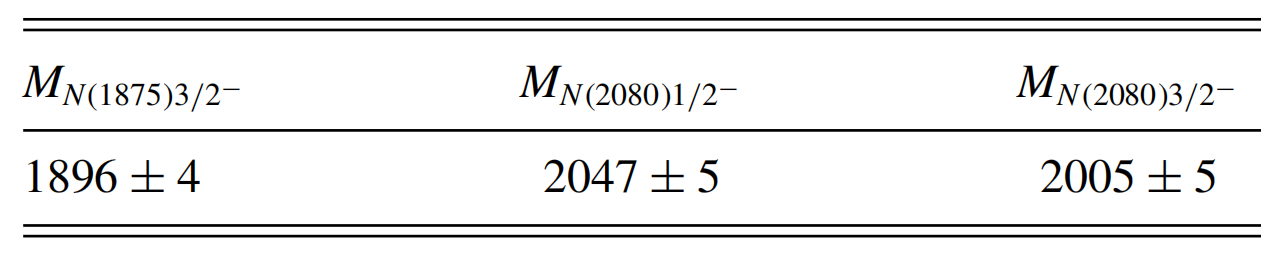 M_{N(1875)3/2^-} M_{N(2080)1/2^-} M_{N(2080)3/2^-}
1896 ± 4 2047 ± 5 2005 ± 5